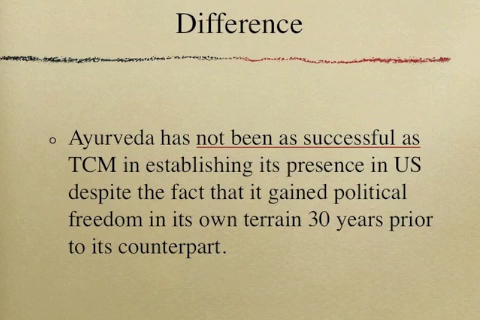 Difference
Ayurveda has not been as successful as
TCM in establishing its presence in US
despite the fact that it gained political
freedom in its own terrain 30 years prior
to its counterpart.